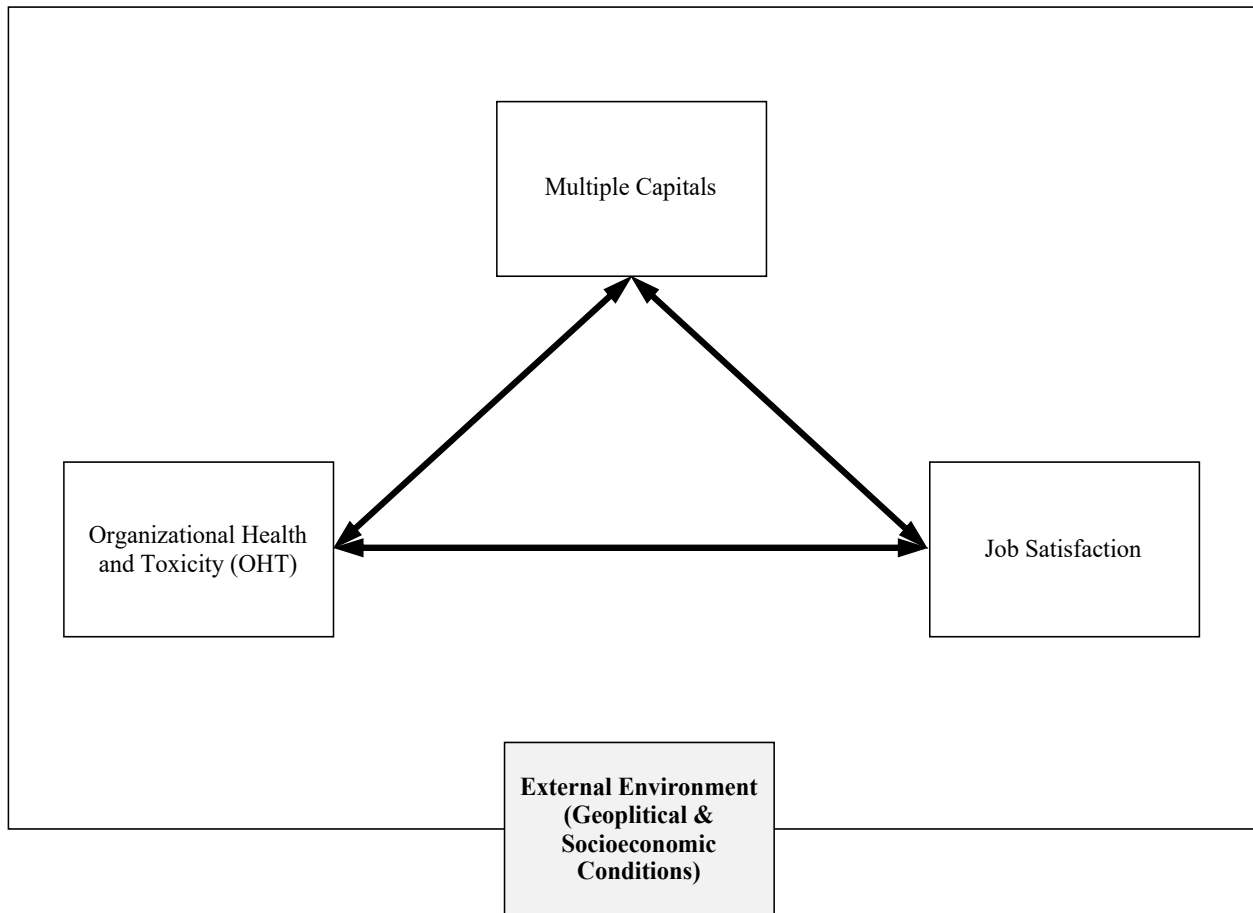 Multiple Capitals
Organizational Health
and Toxicity (OHT)
Job Satisfaction
External Environment
(Geoplitical &
Socioeconomic
Conditions)